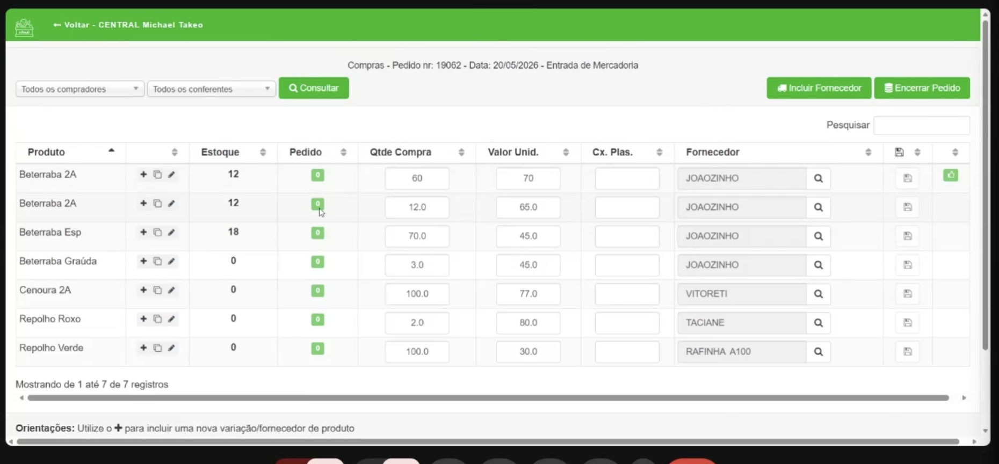 ← Voltar - CENTRAL Michael Takeo
Compras - Pedido nr: 19062 - Data: 20/05/2026 - Entrada de Mercadoria
Todos os compradores Todos os conferentes Consultar Incluir Fornecedor Encerrar Pedido
Pesquisar
Produto Estoque Pedido Qtde Compra Valor Unid. Cx. Plas. Fornecedor
Beterraba 2A 12 0 60 70 JOAOZINHO
Beterraba 2A 12 0 12.0 65.0 JOAOZINHO
Beterraba Esp 18 0 70.0 45.0 JOAOZINHO
Beterraba Graúda 0 0 3.0 45.0 JOAOZINHO
Cenoura 2A 0 0 100.0 77.0 VITORETI
Repolho Roxo 0 0 2.0 80.0 TACIANE
Repolho Verde 0 0 100.0 30.0 RAFINHA A100
Mostrando de 1 até 7 de 7 registros
Orientações: Utilize o + para incluir uma nova variação/fornecedor de produto